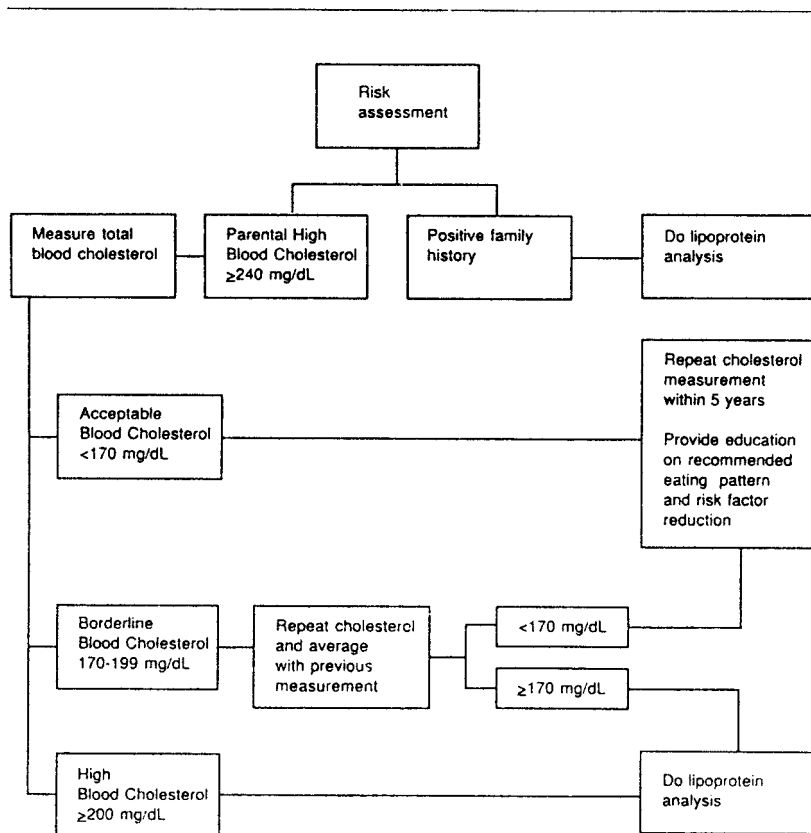 Risk
assessment
Measure total
blood cholesterol
Parental High
Blood Cholesterol
≥240 mg/dL
Positive family
history
Do lipoprotein
analysis
Repeat cholesterol
measurement
within 5 years
Provide education
on recommended
eating pattern
and risk factor
reduction
Acceptable
Blood Cholesterol
<170 mg/dL
Borderline
Blood Cholesterol
170-199 mg/dL
Repeat cholesterol
and average
with previous
measurement
<170 mg/dL
≥170 mg/dL
High
Blood Cholesterol
≥200 mg/dL
Do lipoprotein
analysis